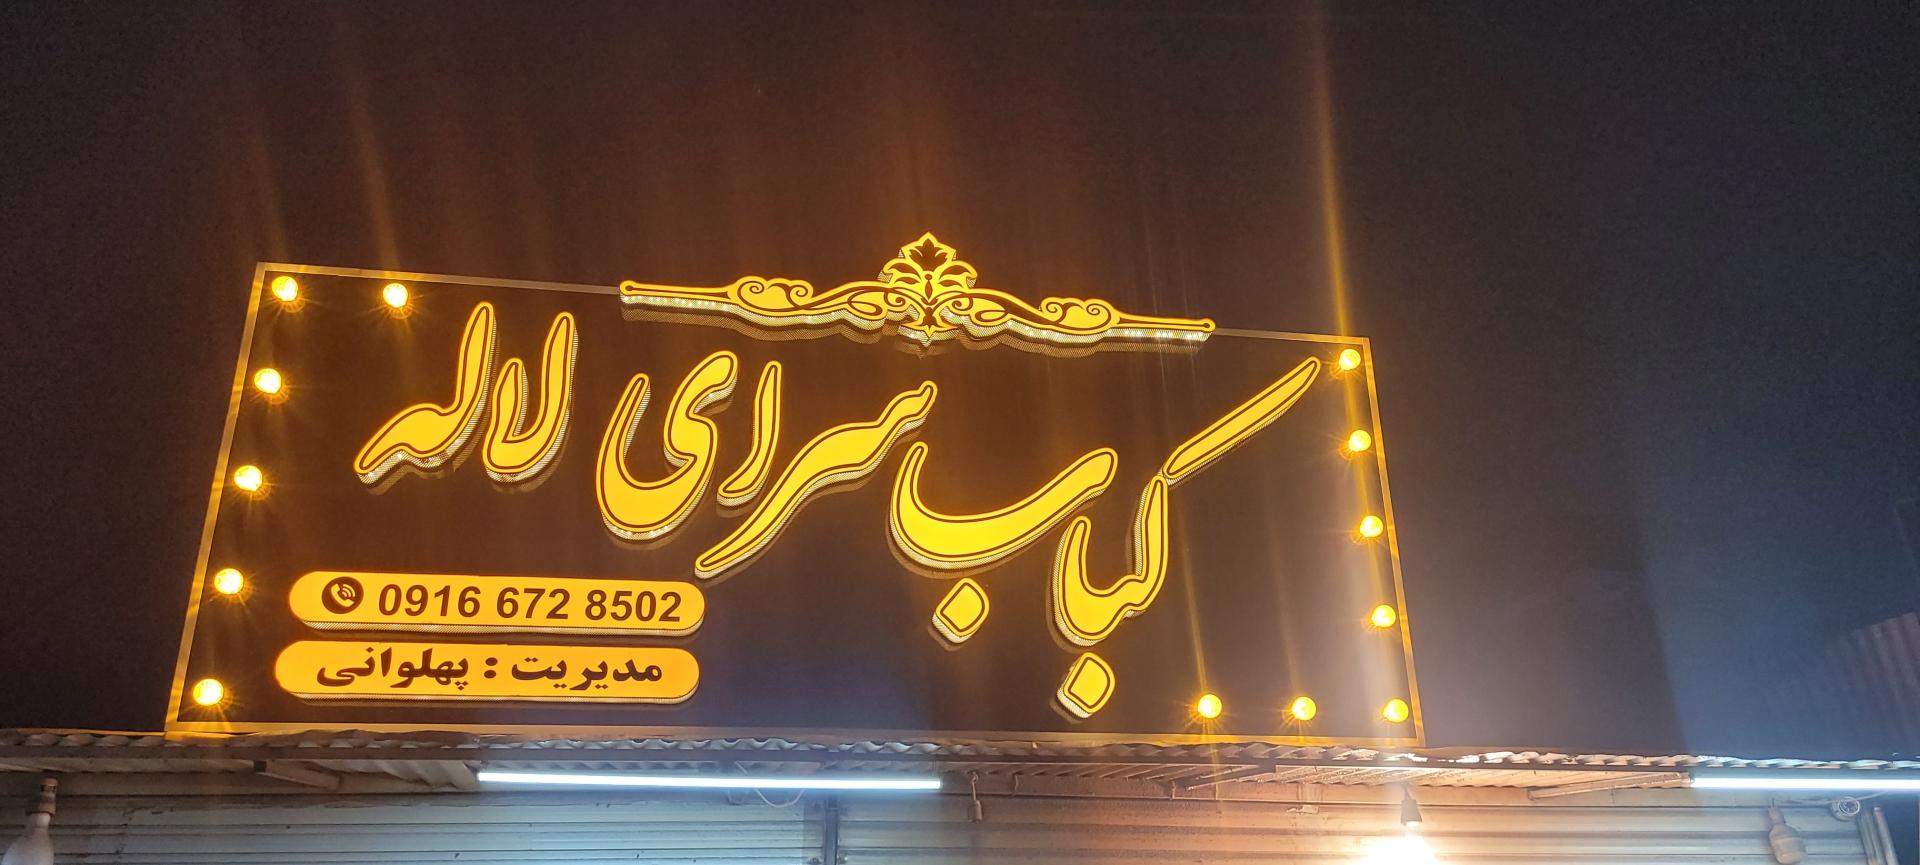 کباب سرای لاله
0916 672 8502
مدیریت : پهلوانی